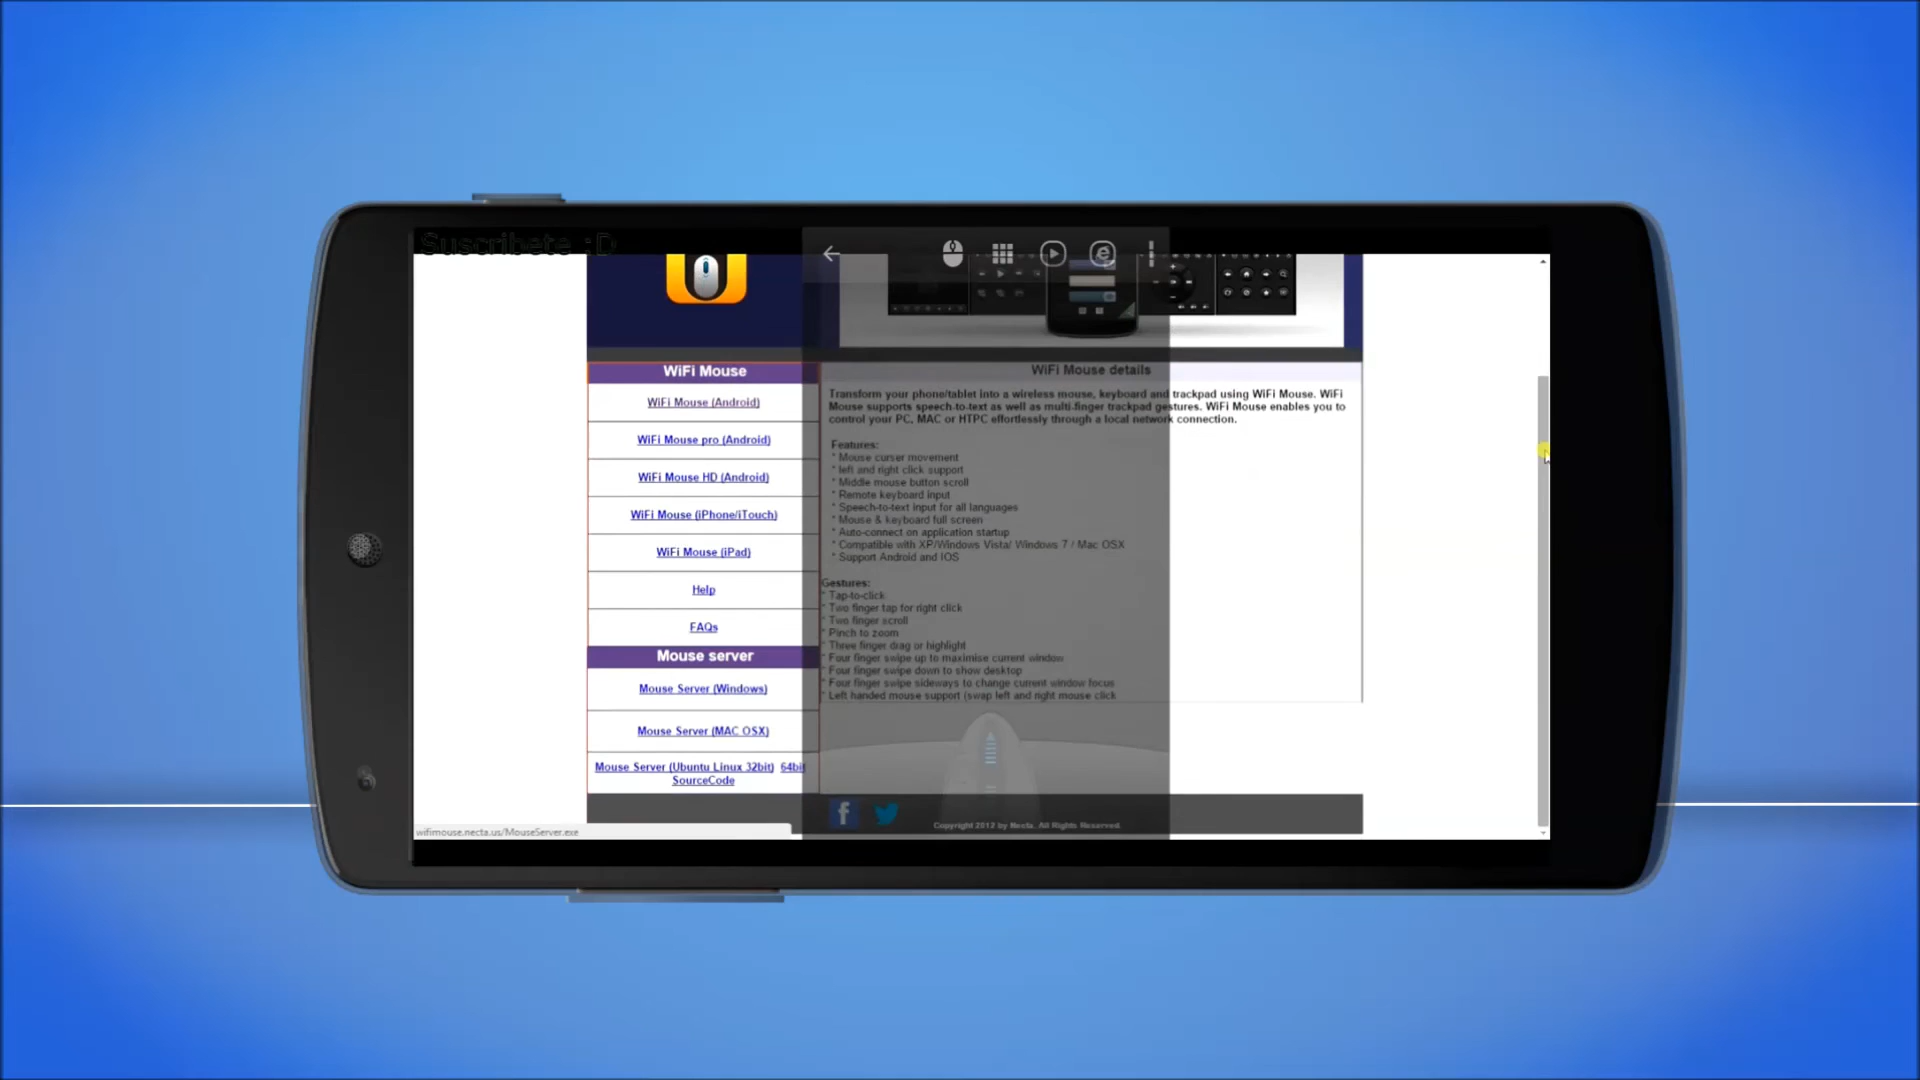 Suscribete :D
WiFi Mouse
WiFi Mouse (Android)
WiFi Mouse pro (Android)
WiFi Mouse HD (Android)
WiFi Mouse (iPhone/iTouch)
WiFi Mouse (iPad)
Help
FAQs
Mouse server
Mouse Server (Windows)
Mouse Server (MAC OSX)
Mouse Server (Ubuntu Linux 32bit) 64bit
SourceCode
WiFi Mouse details
Transform your phone/tablet into a wireless mouse, keyboard and trackpad using WiFi Mouse. WiFi
Mouse supports speech-to-text as well as multi-finger trackpad gestures. WiFi Mouse enables you to
control your PC, MAC or HTPC effortlessly through a local network connection.
Features:
* Mouse curser movement
* left and right click support
* Middle mouse button scroll
* Remote keyboard input
* Speech-to-text input for all languages
* Mouse & keyboard full screen
* Auto-connect on application startup
* Compatible with XP/Windows Vista/ Windows 7 / Mac OSX
* Support Android and IOS
Gestures:
* Tap-to-click
* Two finger tap for right click
* Two finger scroll
* Pinch to zoom
* Three finger drag or highlight
* Four finger swipe up to maximise current window
* Four finger swipe down to show desktop
* Four finger swipe sideways to change current window focus
* Left handed mouse support (swap left and right mouse click
Copyright 2012 by Necta. All Rights Reserved.
wifimouse.necta.us/MouseServer.exe